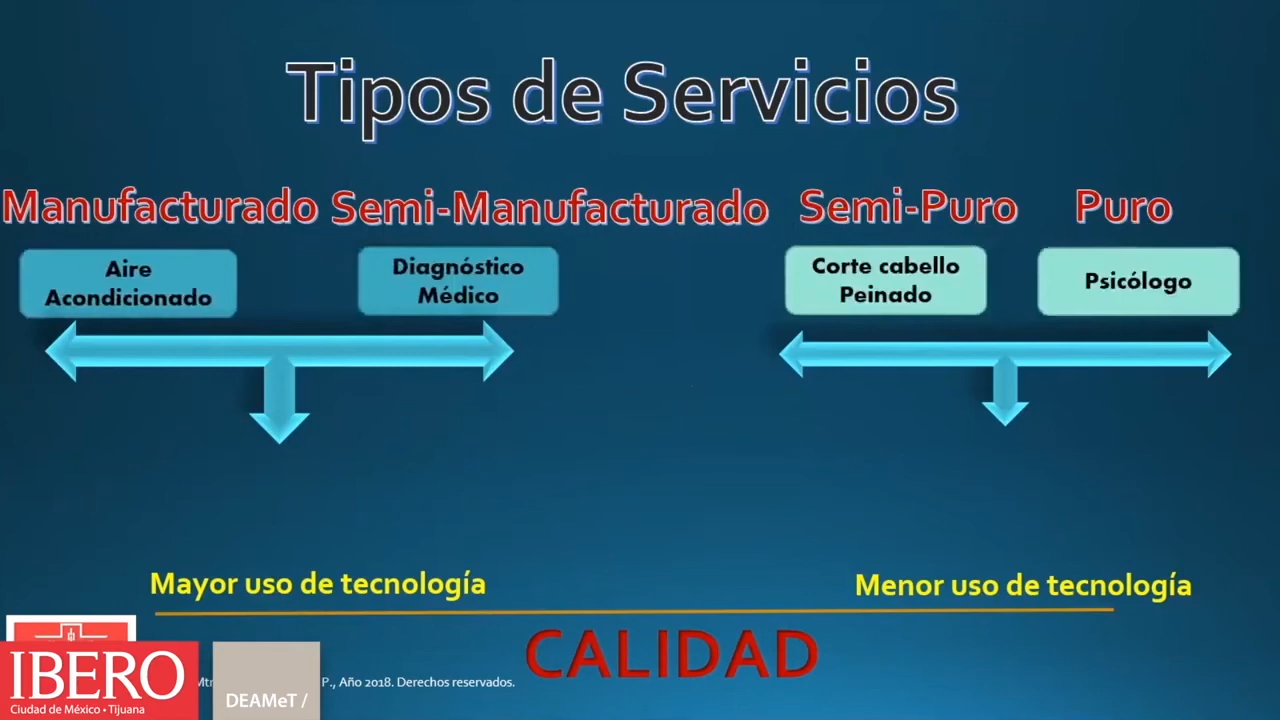 Tipos de Servicios
Manufacturado Semi-Manufacturado Semi-Puro Puro
Aire
Acondicionado
Diagnóstico
Médico
Corte cabello
Peinado
Psicólogo
Mayor uso de tecnología
Menor uso de tecnología
CALIDAD
P., Año 2018. Derechos reservados.
IBERO
Ciudad de México • Tijuana
DEAMeT /